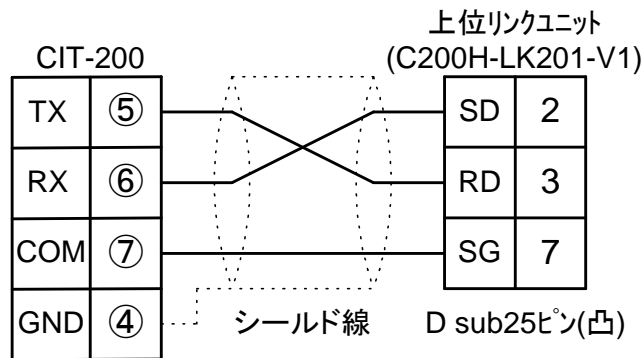 上位リンクユニット
CIT-200 (C200H-LK201-V1)
TX ⑤ SD 2
RX ⑥ RD 3
COM ⑦ SG 7
GND ④ シールド線 D sub25ピン(凸)